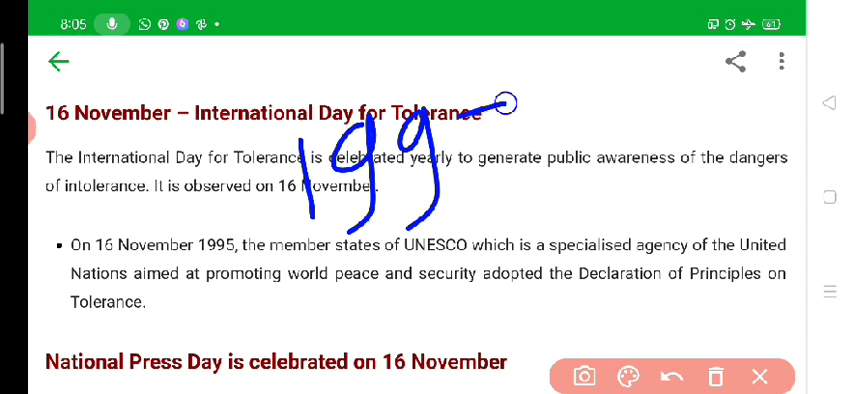 8:05
61
16 November – International Day for Tolerance
The International Day for Tolerance is celebrated yearly to generate public awareness of the dangers
of intolerance. It is observed on 16 November.
199
• On 16 November 1995, the member states of UNESCO which is a specialised agency of the United
Nations aimed at promoting world peace and security adopted the Declaration of Principles on
Tolerance.
National Press Day is celebrated on 16 November